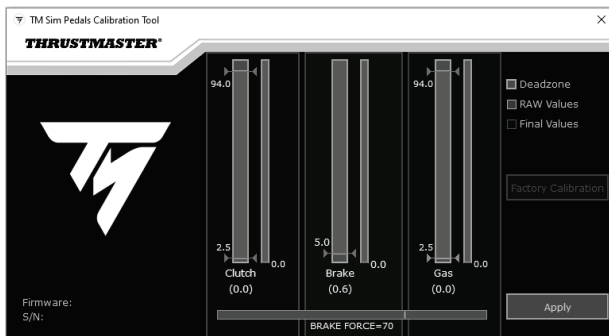 TM Sim Pedals Calibration Tool
THRUSTMASTER®
94.0
94.0
Deadzone
RAW Values
Final Values
Factory Calibration
2.5
5.0
2.5
0.0
0.0
0.0
Clutch
Brake
Gas
(0.0)
(0.6)
(0.0)
Firmware:
S/N:
Apply
BRAKE FORCE=70